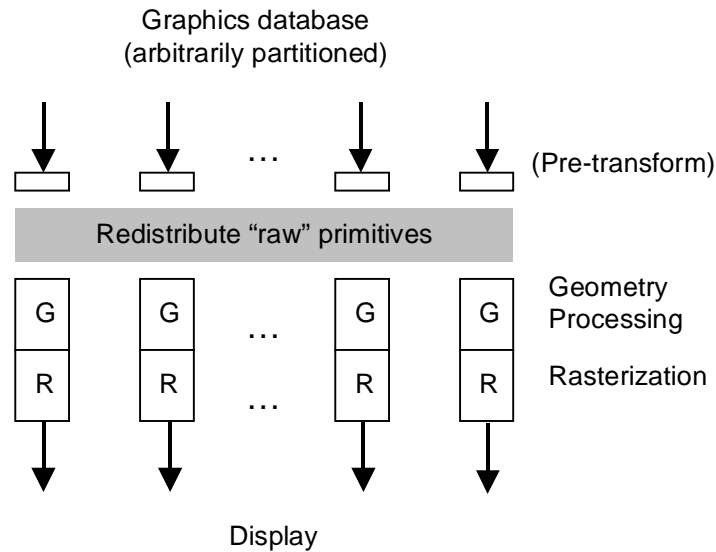 Graphics database
(arbitrarily partitioned)
...
(Pre-transform)
Redistribute “raw” primitives
G G ... G G
Geometry
Processing
R R ... R R
Rasterization
Display